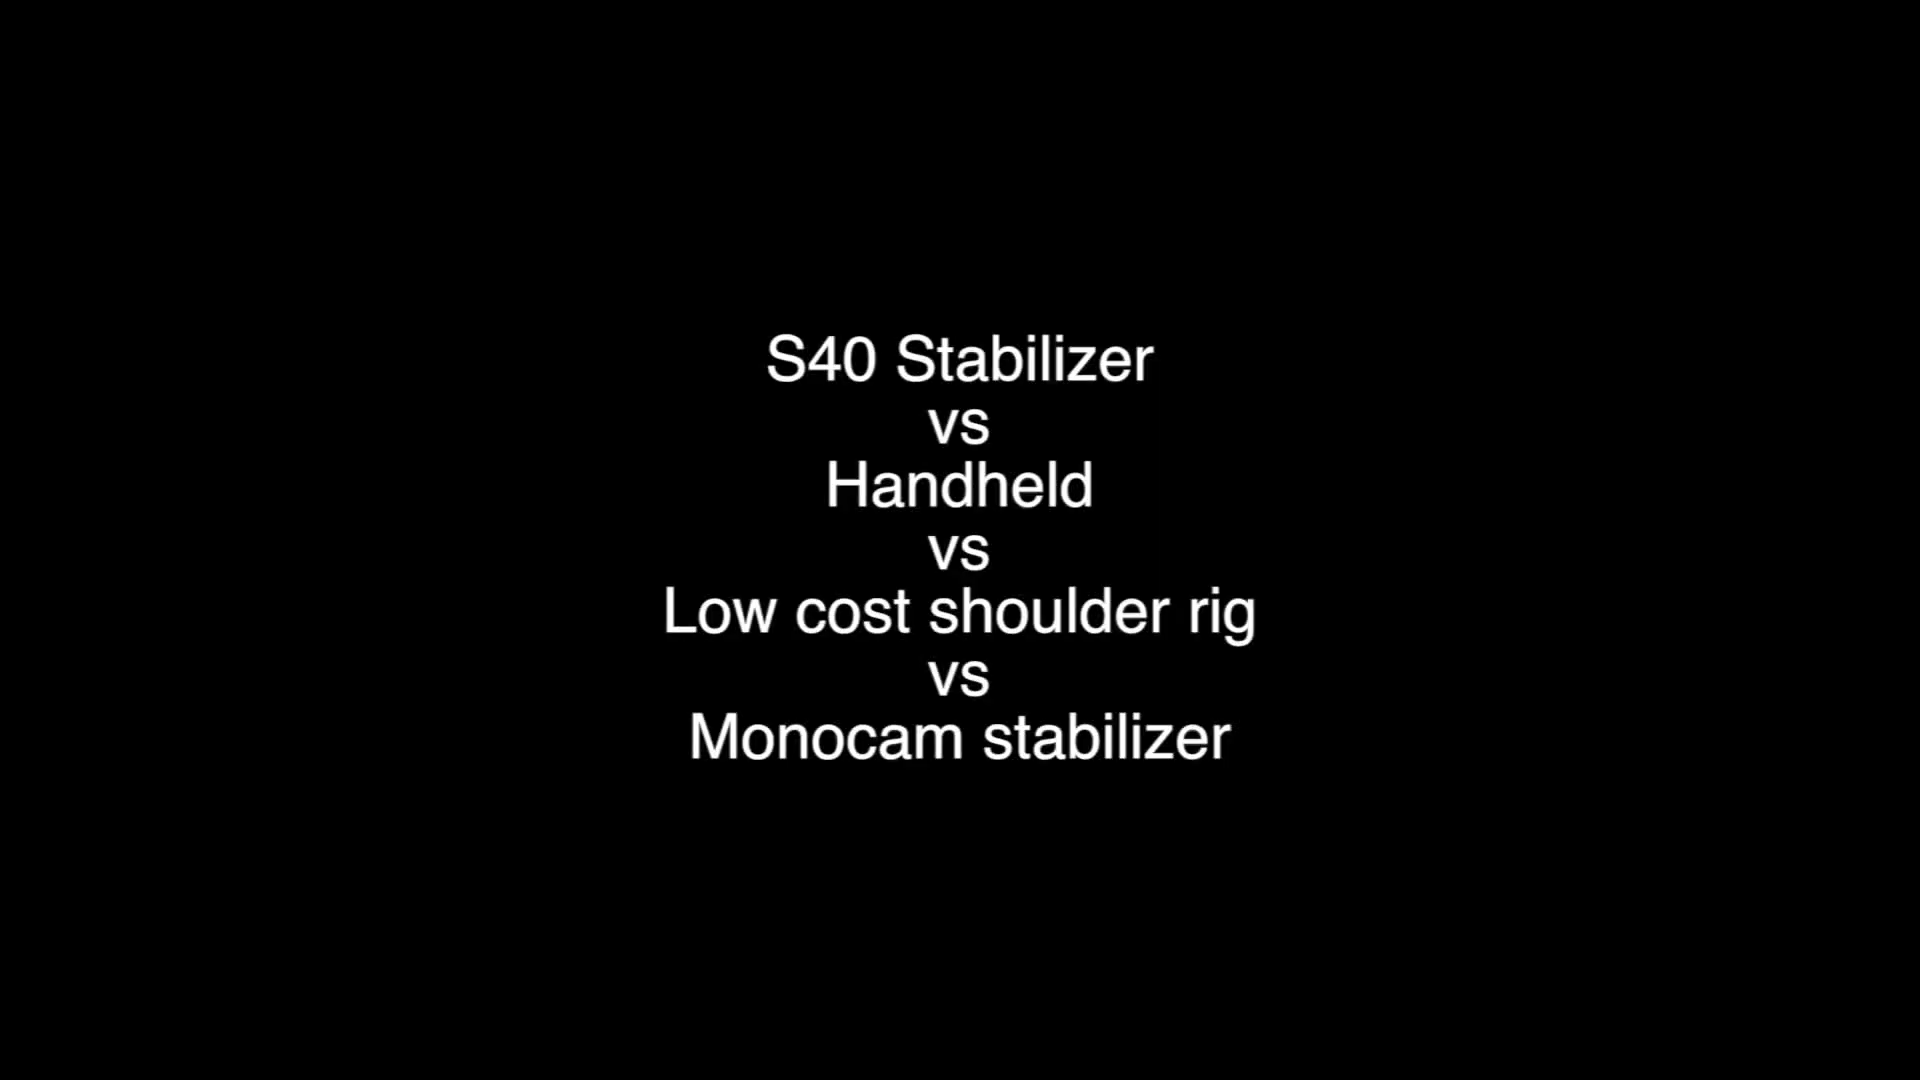 S40 Stabilizer
vs
Handheld
vs
Low cost shoulder rig
vs
Monocam stabilizer